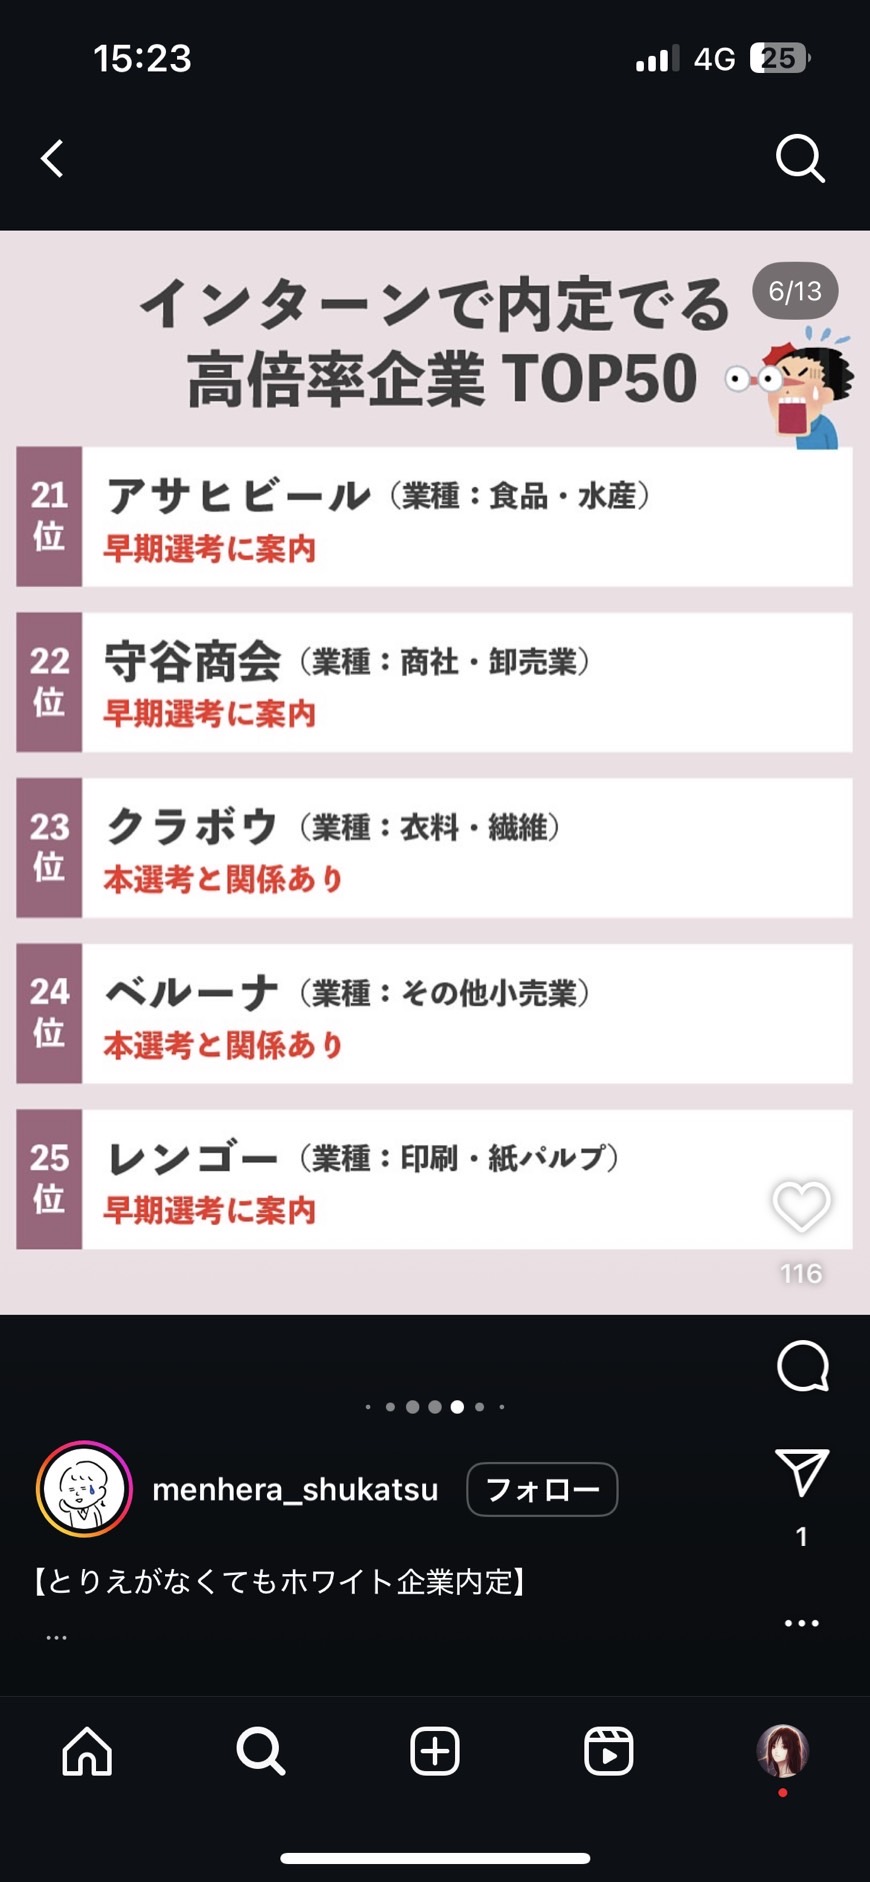 15:23
4G
25
6/13
インターンで内定でる
高倍率企業 TOP50
21位
アサヒビール（業種：食品・水産）
早期選考に案内
22位
守谷商会（業種：商社・卸売業）
早期選考に案内
23位
クラボウ（業種：衣料・繊維）
本選考と関係あり
24位
ベルーナ（業種：その他小売業）
本選考と関係あり
25位
レンゴー（業種：印刷・紙パルプ）
早期選考に案内
116
menhera_shukatsu
フォロー
1
【とりえがなくてもホワイト企業内定】
...